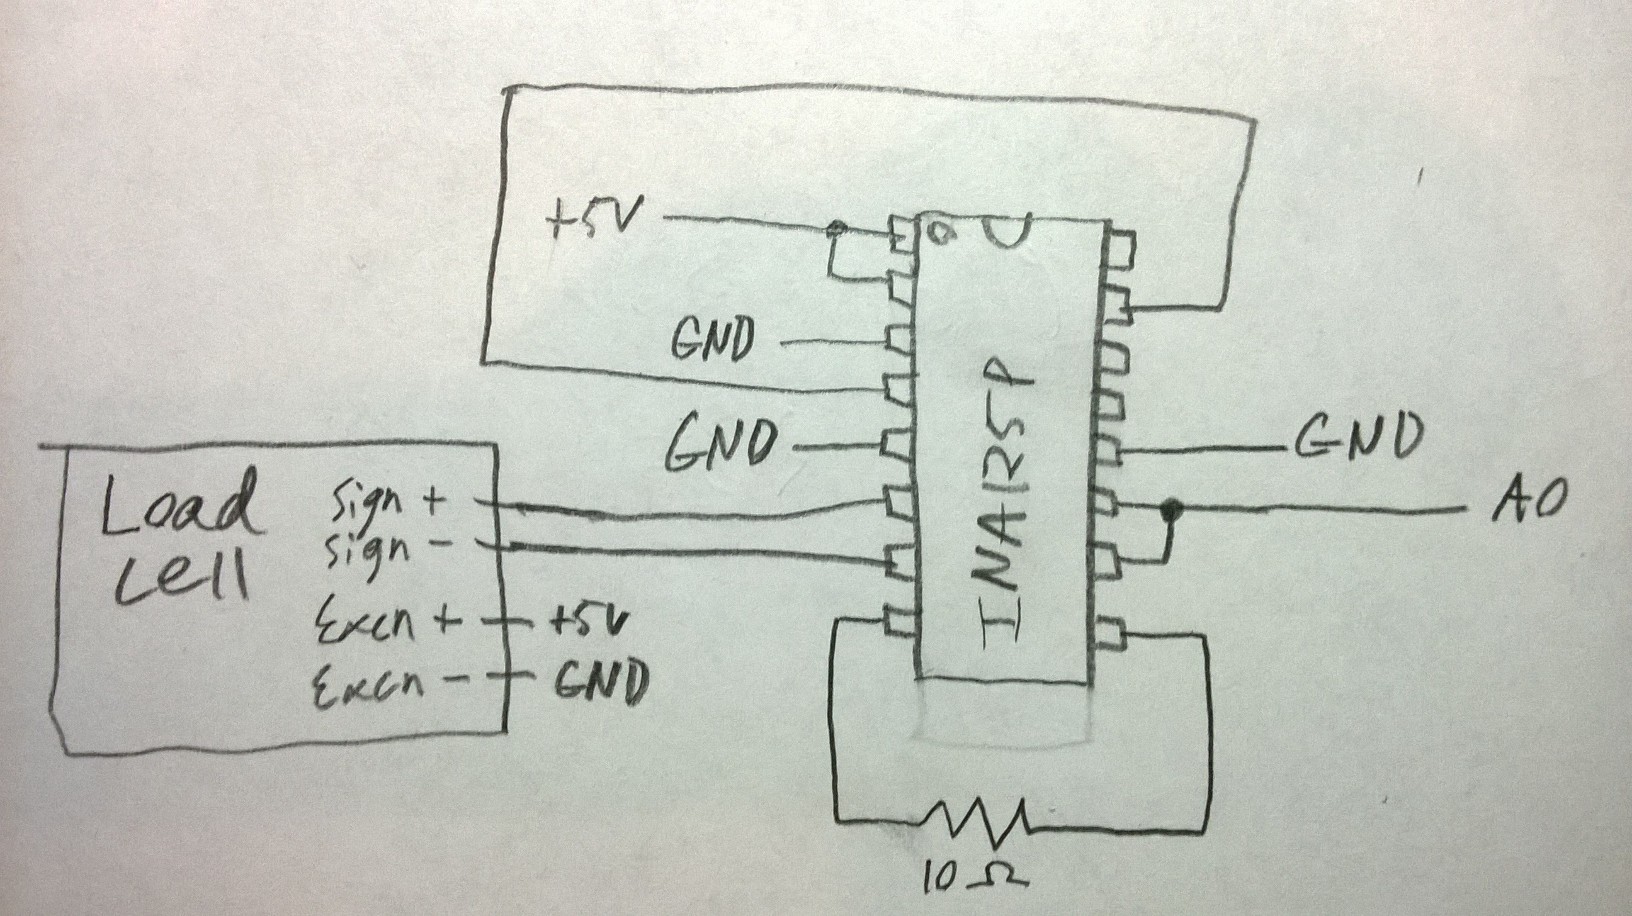 +5V
GND
GND
GND
Load
Cell
Sign +
Sign -
Excn + +5V
Excn - GND
INA125P
A0
10 Ω